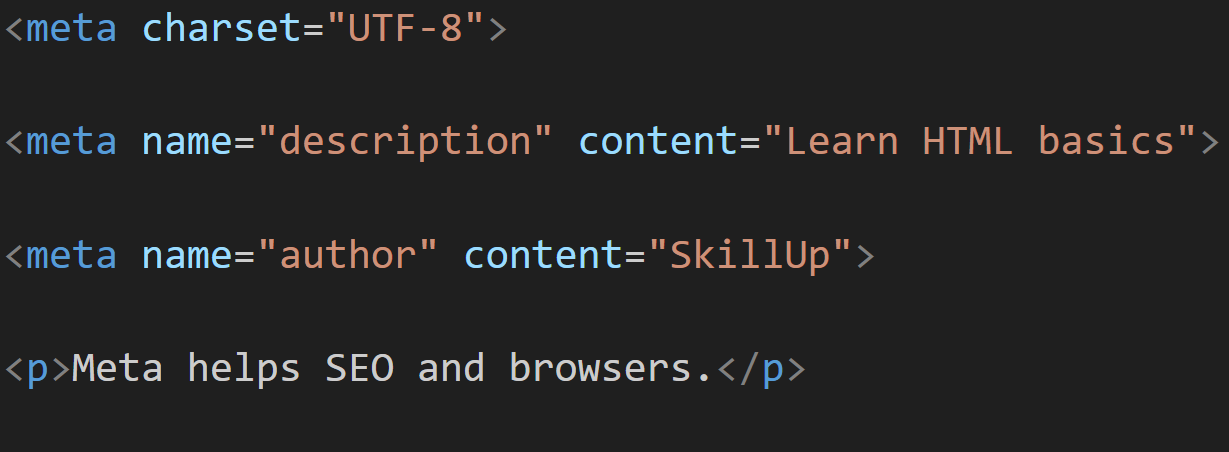 <meta charset="UTF-8">
<meta name="description" content="Learn HTML basics">
<meta name="author" content="SkillUp">
<p>Meta helps SEO and browsers.</p>